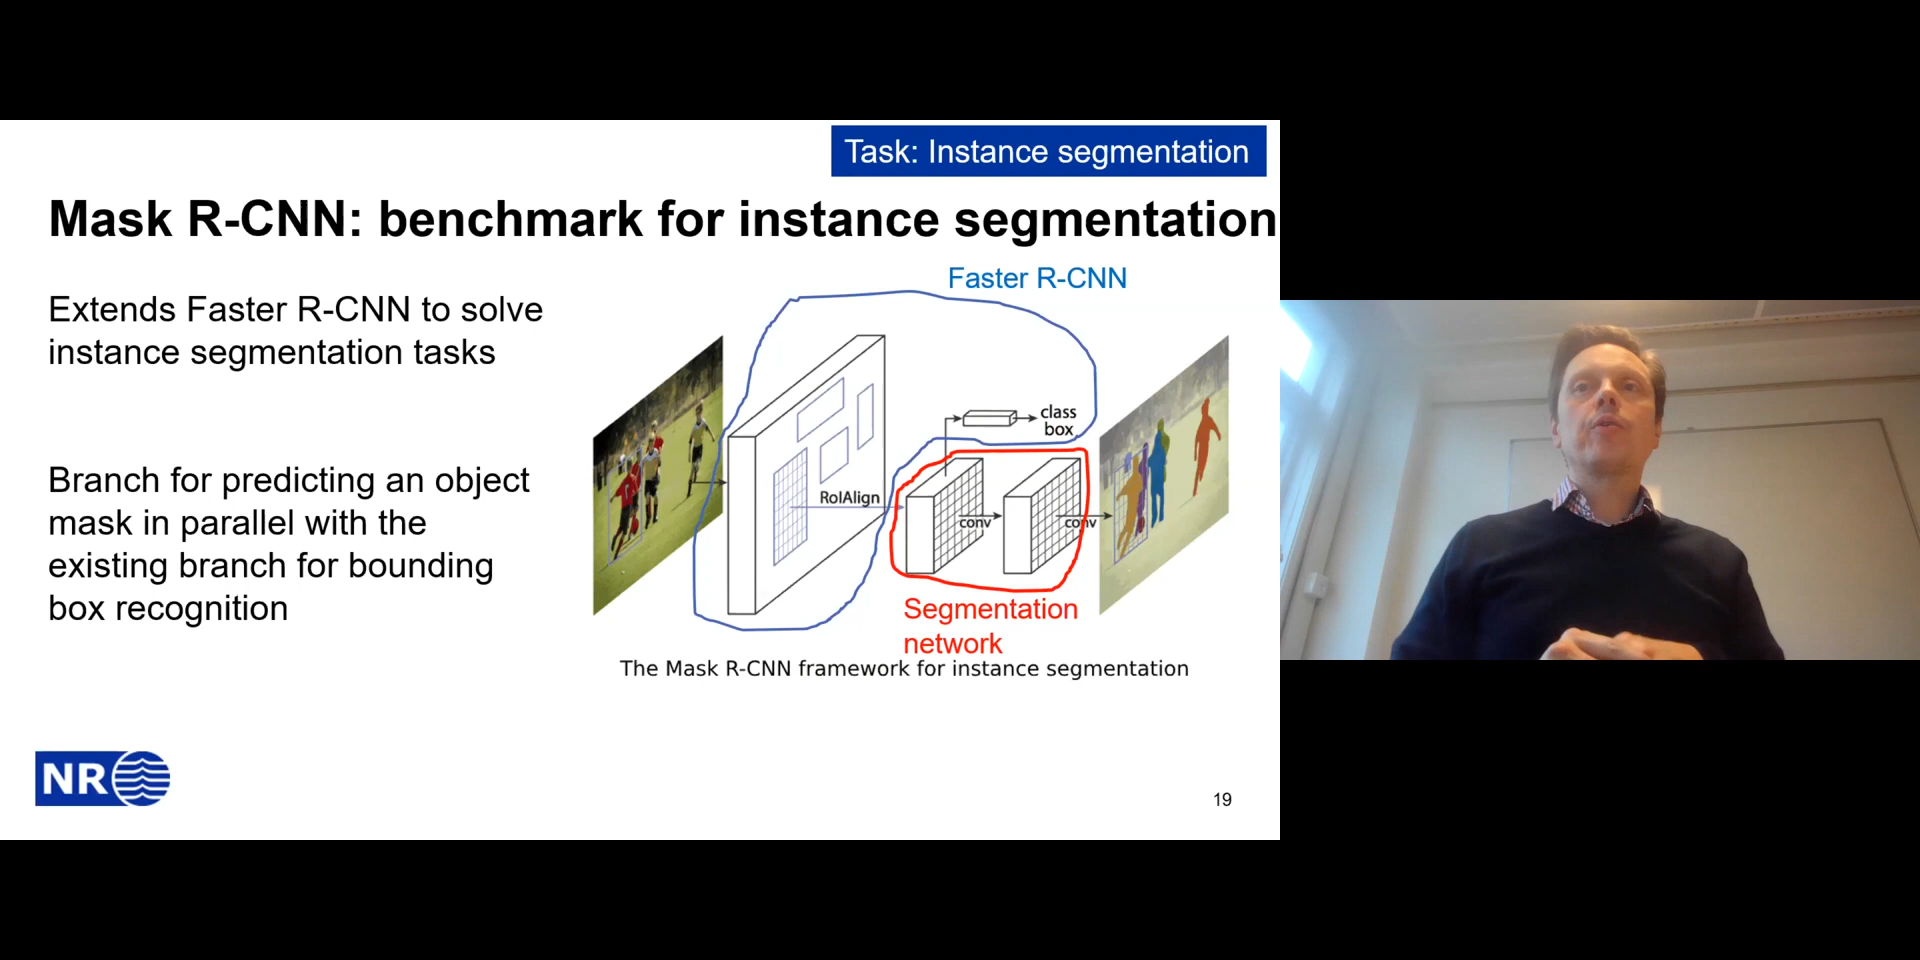 Task: Instance segmentation
Mask R-CNN: benchmark for instance segmentation
Extends Faster R-CNN to solve
instance segmentation tasks
Branch for predicting an object
mask in parallel with the
existing branch for bounding
box recognition
Faster R-CNN
class
box
RoIAlign
conv
conv
Segmentation
network
The Mask R-CNN framework for instance segmentation
NR
19